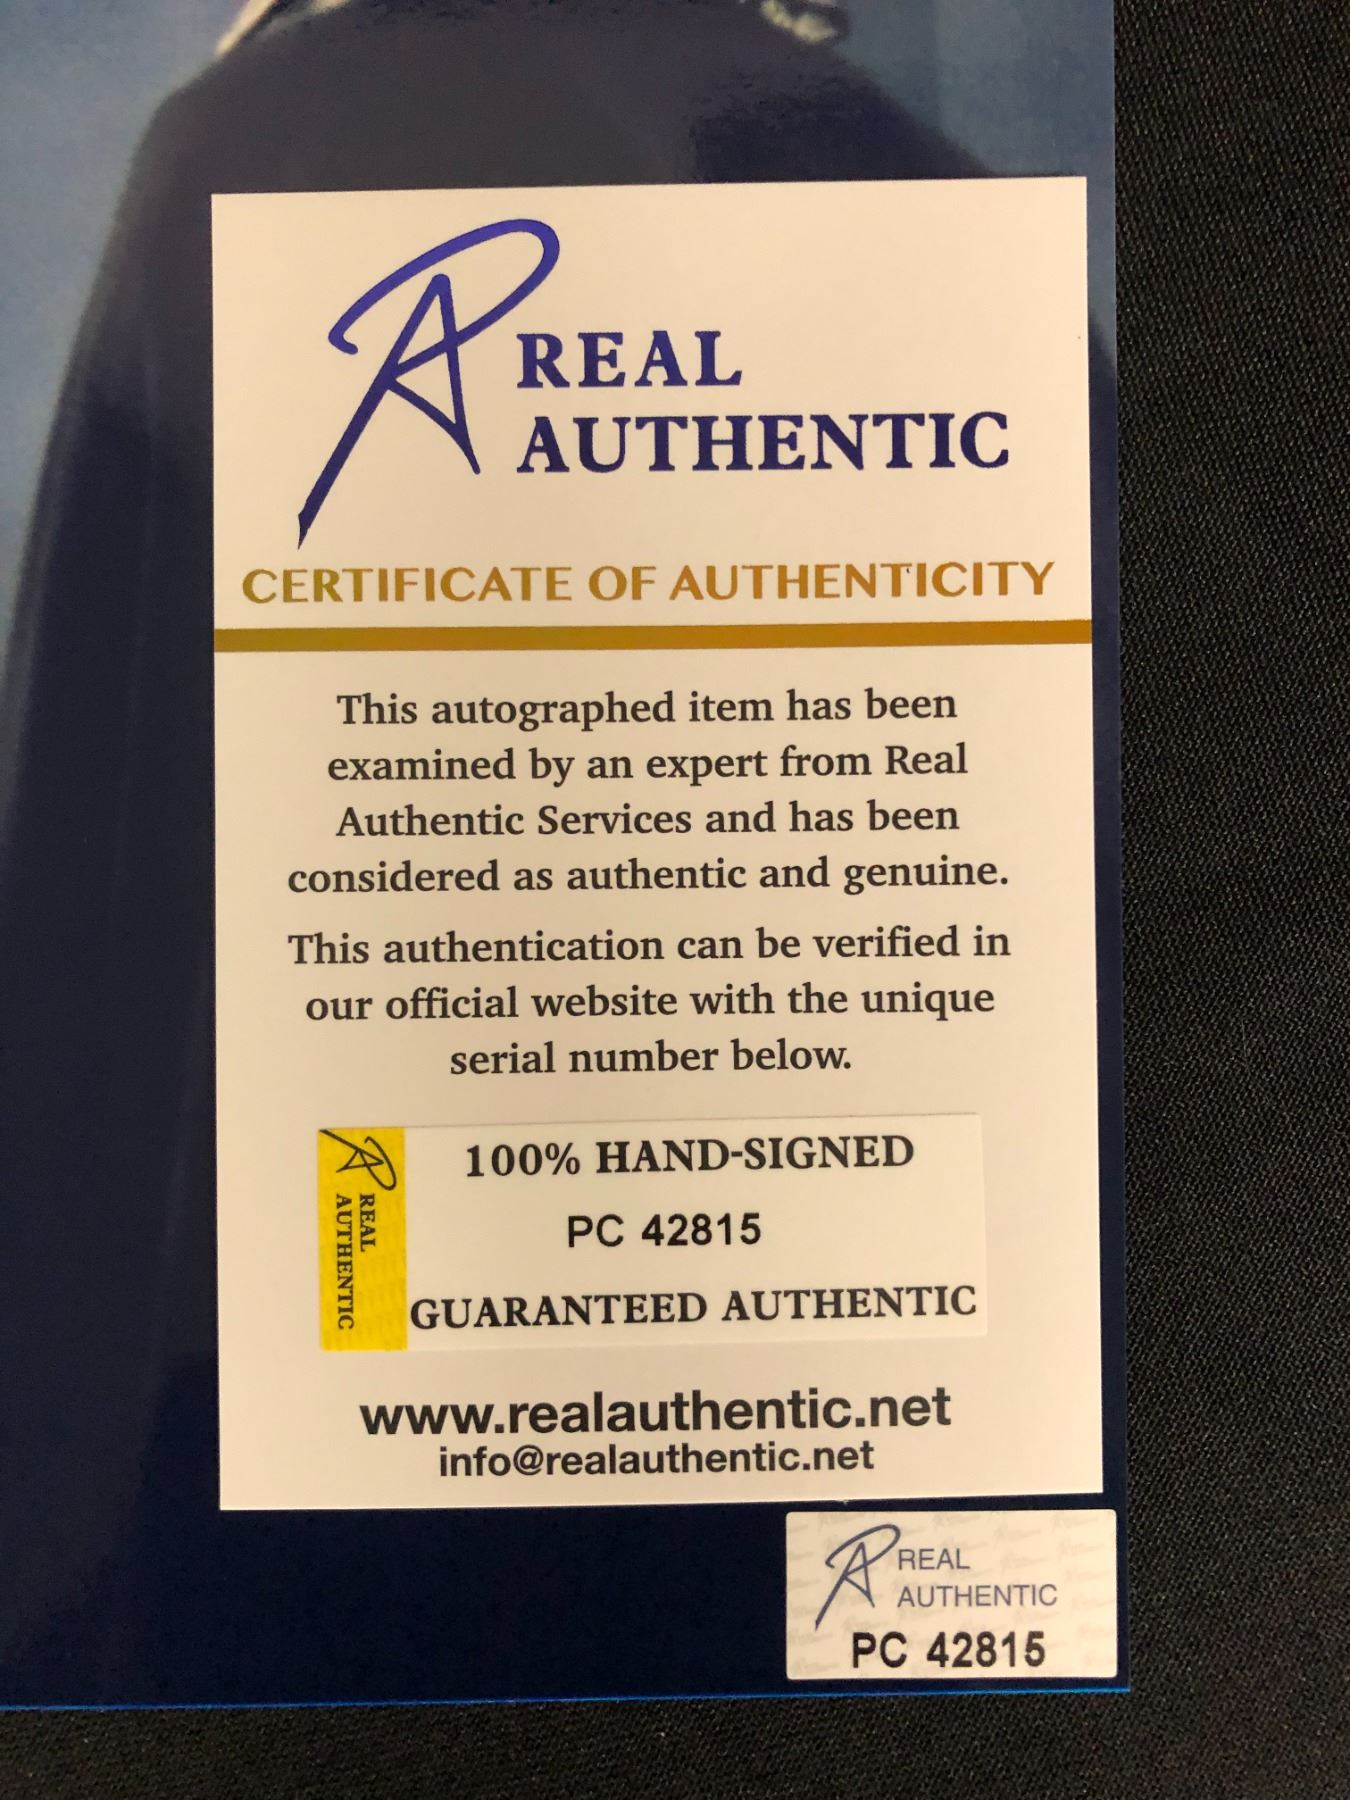 REAL
AUTHENTIC
CERTIFICATE OF AUTHENTICITY
This autographed item has been
examined by an expert from Real
Authentic Services and has been
considered as authentic and genuine.
This authentication can be verified in
our official website with the unique
serial number below.
REAL
AUTHENTIC
100% HAND-SIGNED
PC 42815
GUARANTEED AUTHENTIC
www.realauthentic.net
info@realauthentic.net
REAL
AUTHENTIC
PC 42815